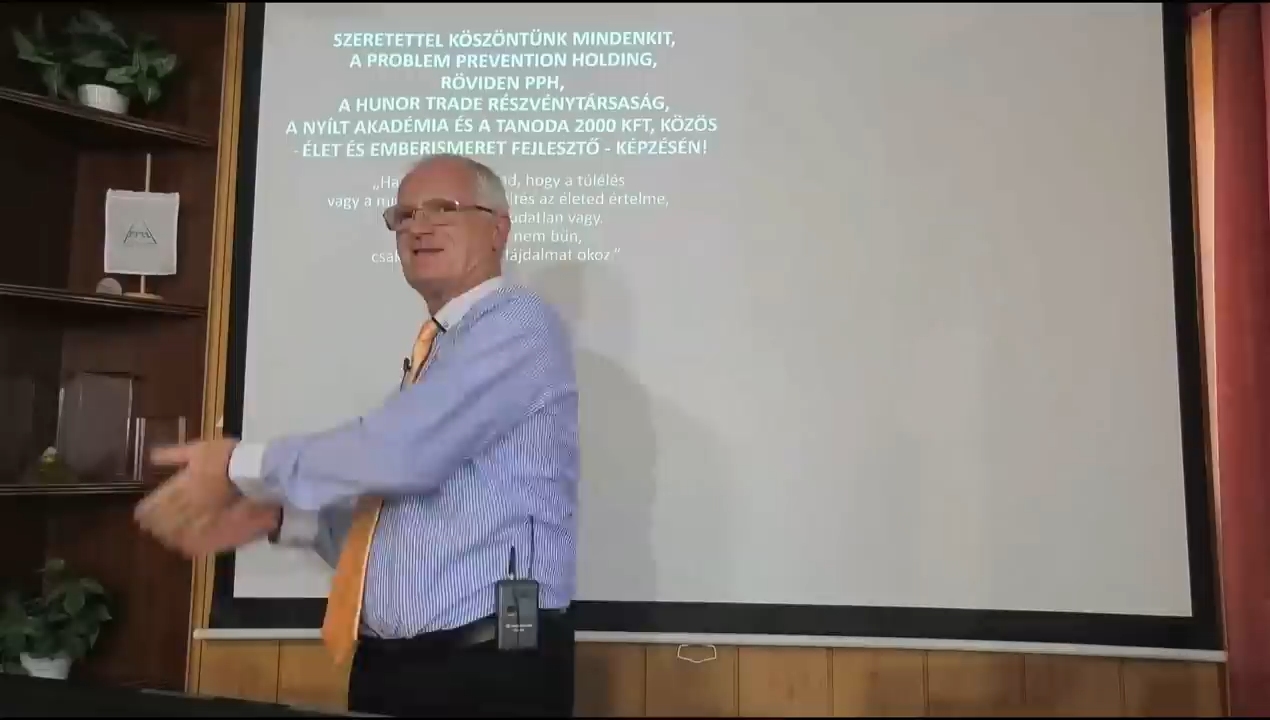 SZERETETTEL KÖSZÖNTÜNK MINDENKIT,
A PROBLEM PREVENTION HOLDING,
RÖVIDEN PPH,
A HUNOR TRADE RÉSZVÉNYTÁRSASÁG,
A NYÍLT AKADÉMIA ÉS A TANODA 2000 KFT, KÖZÖS
- ÉLET ÉS EMBERISMERET FEJLESZTŐ - KÉPZÉSÉN!
hogy a túlélés
vagy a az életed értelme,
vagy.
nem bűn,
okoz"